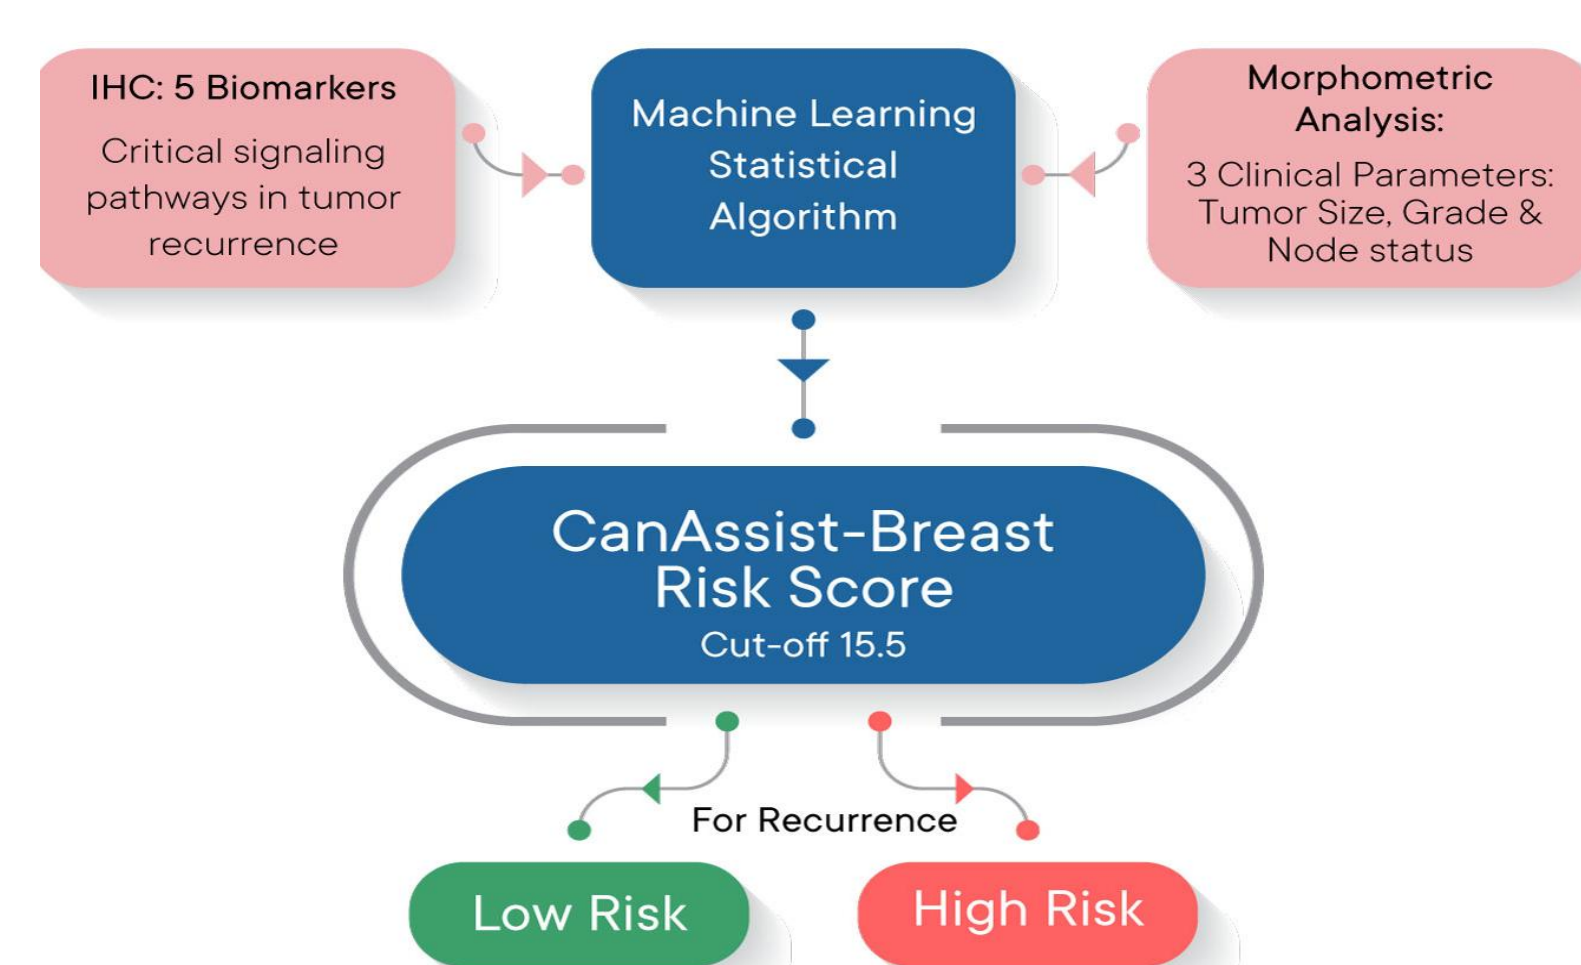 IHC: 5 Biomarkers
Critical signaling
pathways in tumor
recurrence
Machine Learning
Statistical
Algorithm
Morphometric
Analysis:
3 Clinical Parameters:
Tumor Size, Grade &
Node status
CanAssist-Breast
Risk Score
Cut-off 15.5
For Recurrence
Low Risk
High Risk